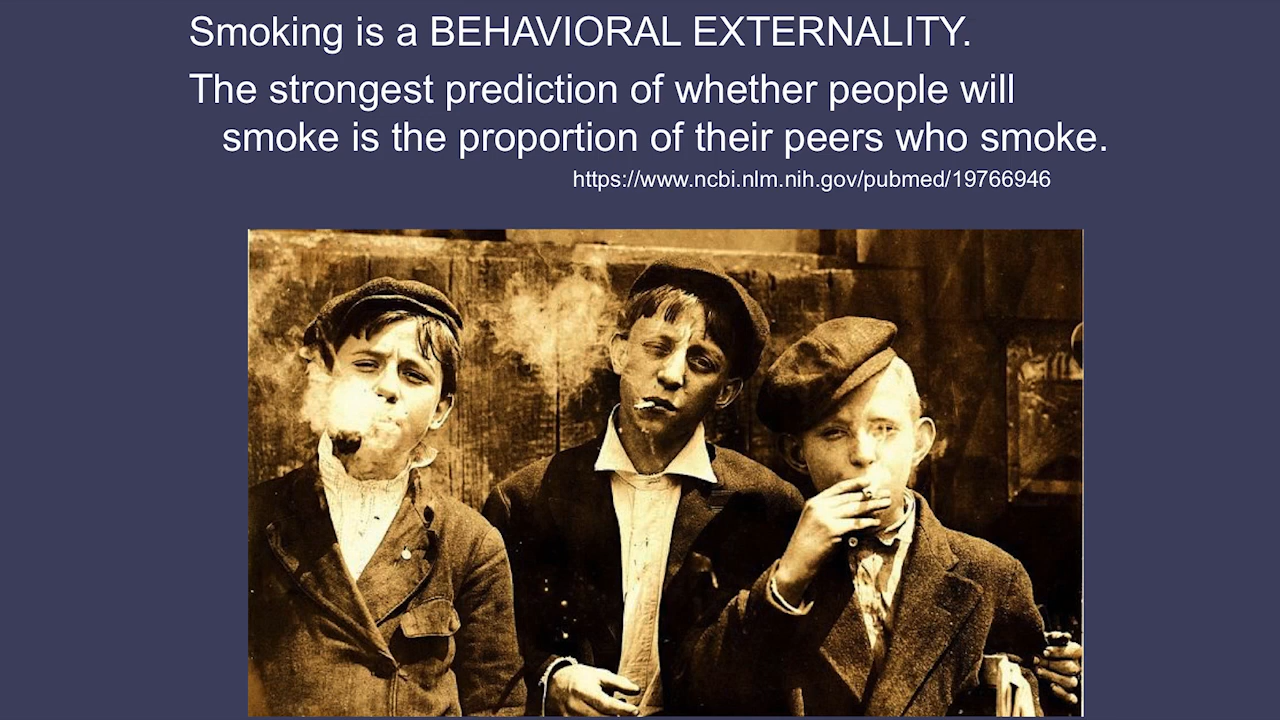 Smoking is a BEHAVIORAL EXTERNALITY.
The strongest prediction of whether people will
smoke is the proportion of their peers who smoke.
https://www.ncbi.nlm.nih.gov/pubmed/19766946